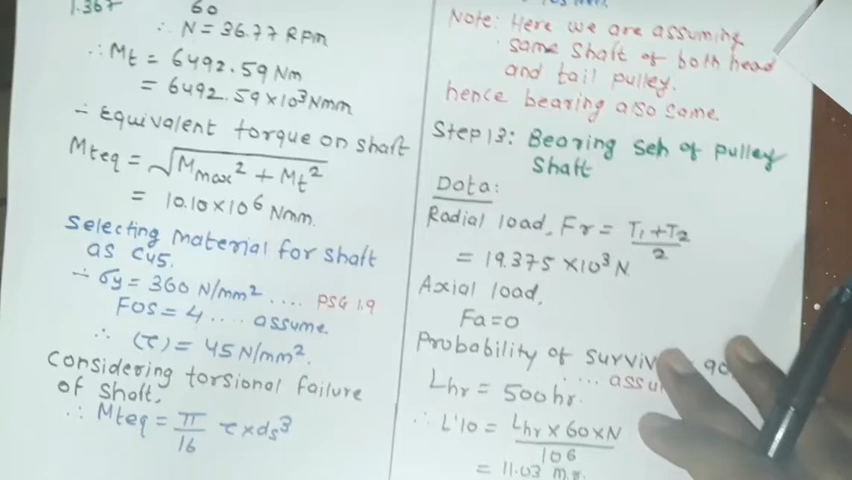 1.367
60
∴ N = 36.77 RPm
∴ Mt = 6492.59 Nm
= 6492.59×10³ Nmm
∴ Equivalent torque on shaft
Mteq = √Mmax² + Mt²
= 10.10×10⁶ Nmm.
Selecting material for shaft
as C45.
∴ σy = 360 N/mm² .... PSG 1.9
FOS = 4 .... assume
∴ (τ) = 45 N/mm².
Considering torsional failure
of shaft,
∴ Mteq = π/16 τ×ds³
Note: Here we are assuming
same shaft of both head
and tail pulley.
hence bearing also same.
Step 13: Bearing seln of pulley
shaft
Data:
Radial load, Fr = T1+T2/2
= 19.375 ×10³ N
Axial load,
Fa=0
Probability of
.... 
Lhr = 500hr.
∴ L'10 = Lhr×60×N/10⁶
= 11.03 m.r.